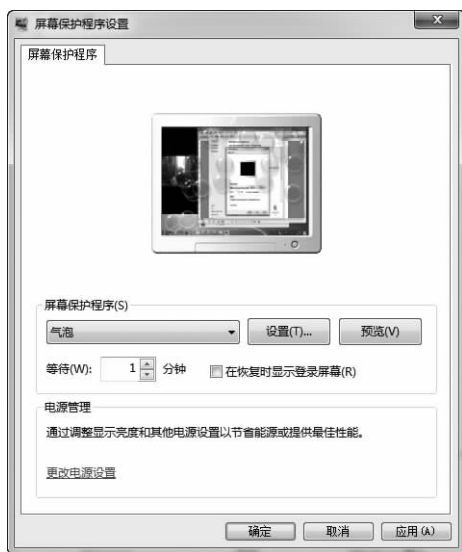 屏幕保护程序设置
屏幕保护程序
屏幕保护程序(S)
气泡
设置(T)...
预览(V)
等待(W):
1
分钟
在恢复时显示登录屏幕(R)
电源管理
通过调整显示亮度和其他电源设置以节省能源或提供最佳性能。
更改电源设置
确定
取消
应用(A)